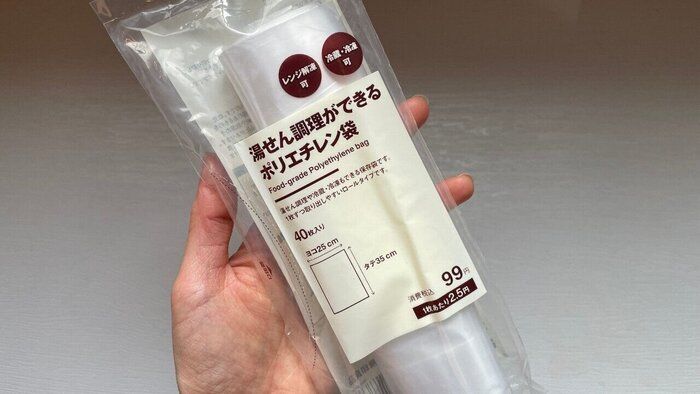 レンジ解凍
可
冷蔵・冷凍
可
湯せん調理ができる
ポリエチレン袋
Food-grade Polyethylene bag
湯せん調理や冷蔵・冷凍もできる保存袋です。
1枚ずつ取り出しやすいロールタイプです。
40枚入り
ヨコ25cm
タテ35cm
消費税込 99円
1枚あたり2.5円